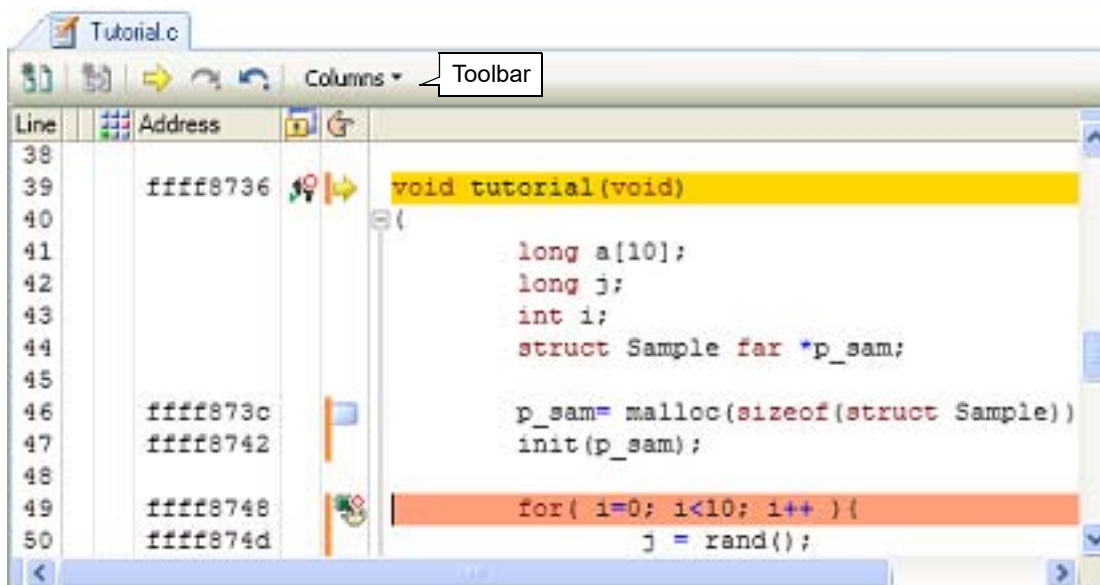 Tutorial.c
Columns
Toolbar
Line Address
38
39 ffff8736 void tutorial(void)
40 {
41 long a[10];
42 long j;
43 int i;
44 struct Sample far *p_sam;
45
46 ffff873c p_sam= malloc(sizeof(struct Sample))
47 ffff8742 init(p_sam);
48
49 ffff8748 for( i=0; i<10; i++ ){
50 ffff874d j = rand();